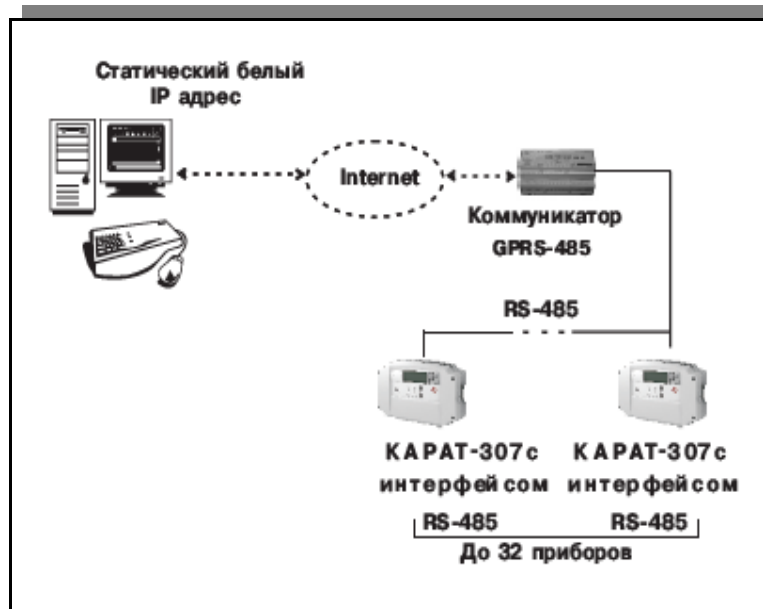 Статический белый
IP адрес
Internet
Коммуникатор
GPRS-485
RS-485
КАРАТ-307с КАРАТ-307с
интерфейсом интерфейсом
RS-485 RS-485
До 32 приборов